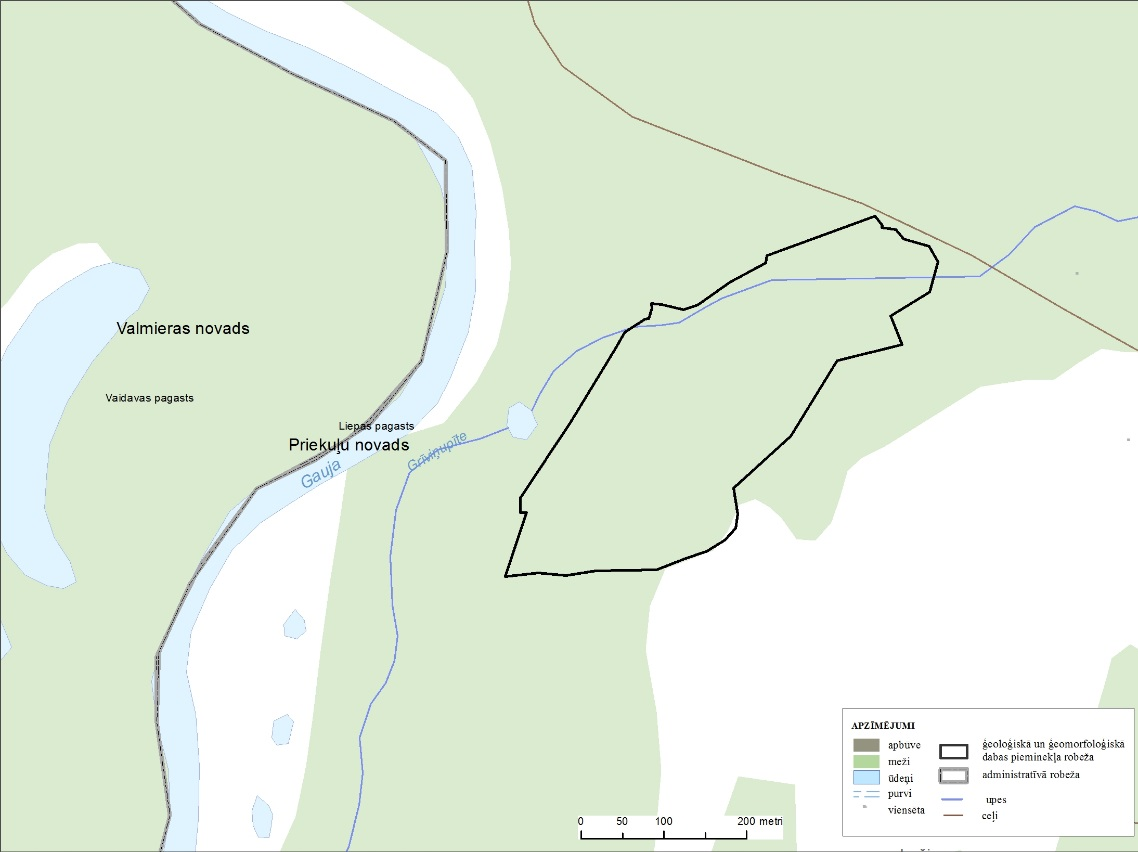 Valmieras novads
Vaidavas pagasts
Liepas pagasts
Priekuļu novads
Gauja
Grīviņupīte
APZĪMĒJUMI
apbuve
meži
ūdeņi
purvi
viensēta
ģeoloģiska un ģeomorfoloģiska
dabas pieminekļa robeža
administratīvā robeža
upes
ceļi
0 50 100 200 metri